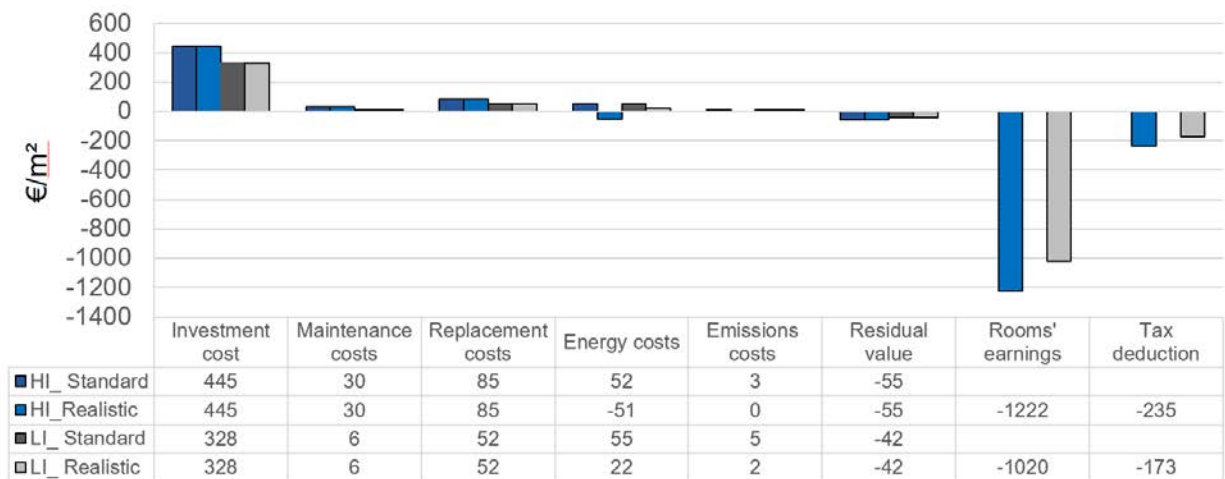 600
400
200
0
-200
-400
-600
-800
-1000
-1200
-1400
€/m²
Investment cost Maintenance costs Replacement costs Energy costs Emissions costs Residual value Rooms' earnings Tax deduction
HI_ Standard 445 30 85 52 3 -55
HI_Realistic 445 30 85 -51 0 -55 -1222 -235
LI_ Standard 328 6 52 55 5 -42
LI_ Realistic 328 6 52 22 2 -42 -1020 -173